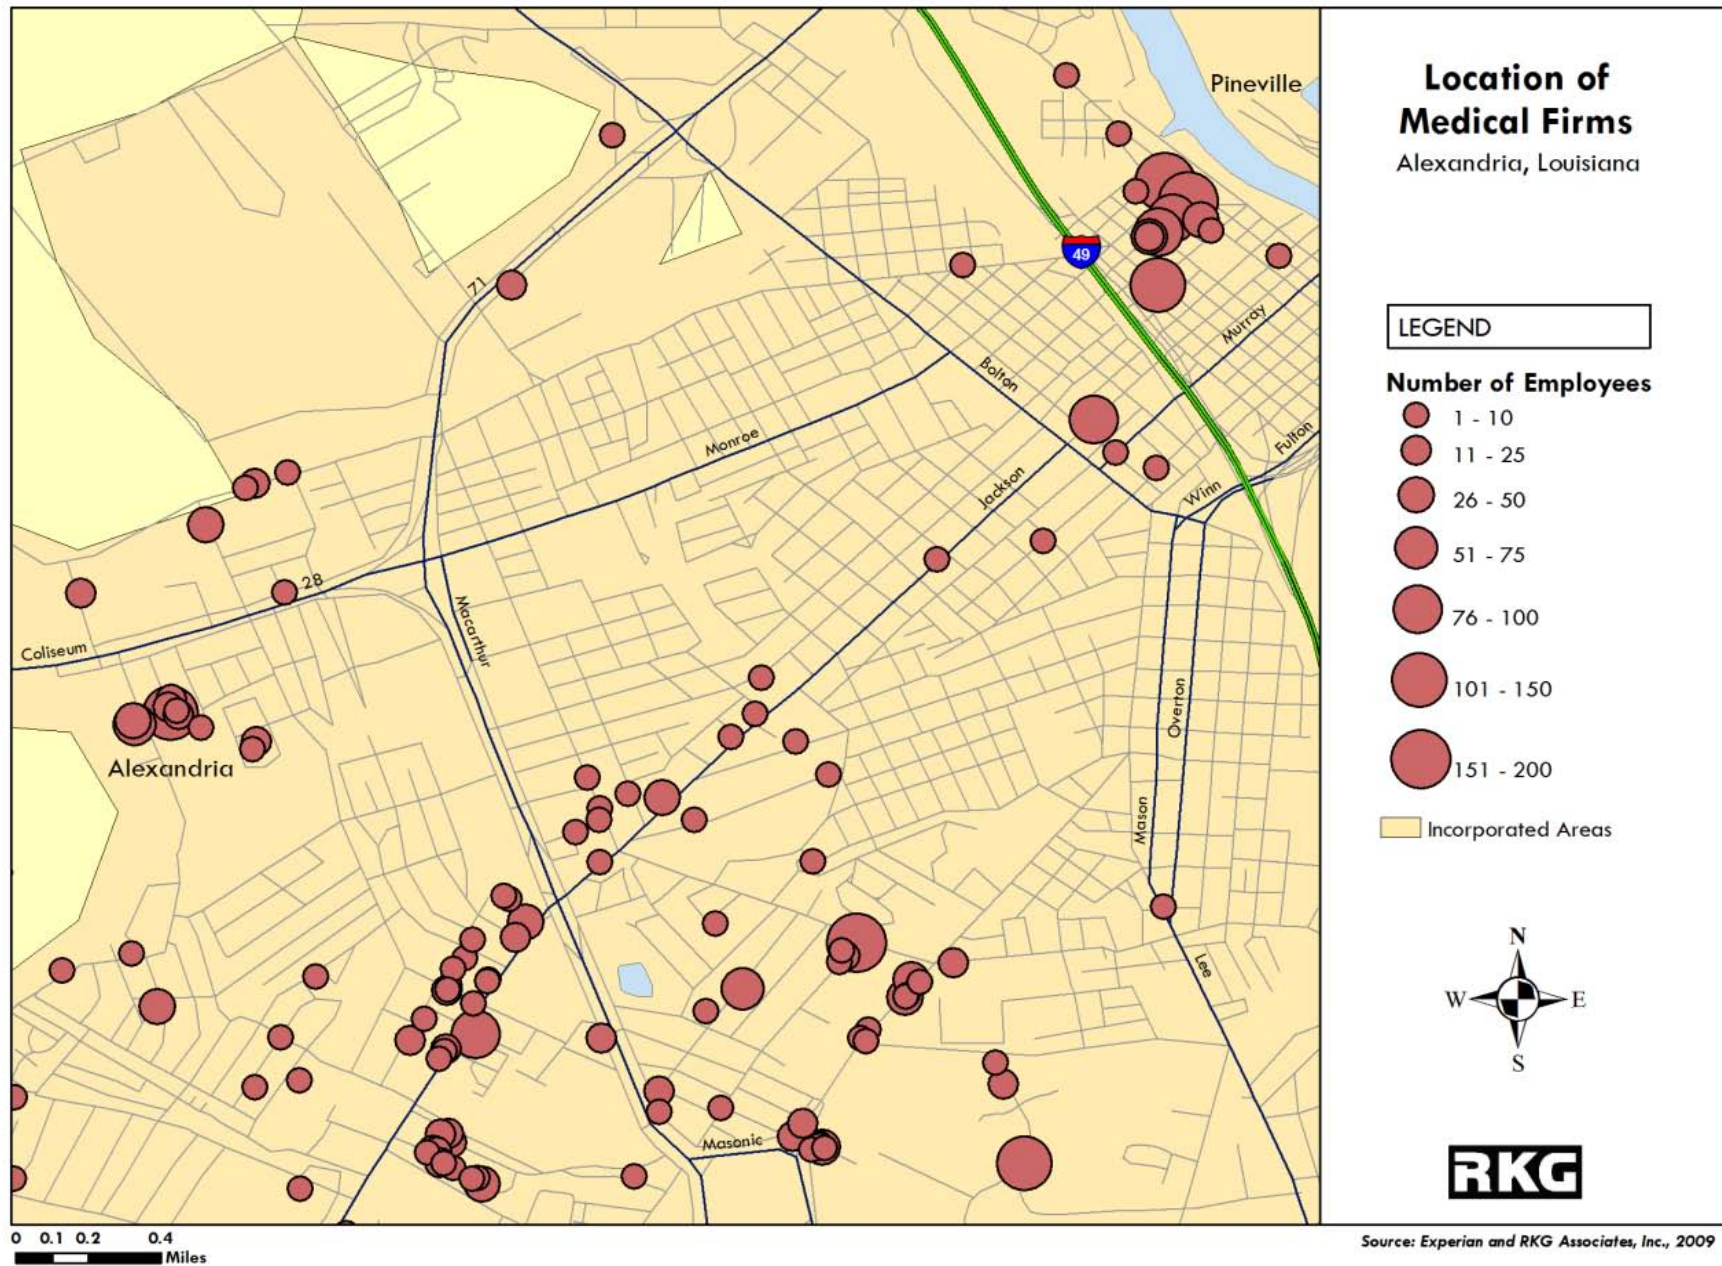 Location of
Medical Firms
Alexandria, Louisiana
LEGEND
Number of Employees
1 - 10
11 - 25
26 - 50
51 - 75
76 - 100
101 - 150
151 - 200
Incorporated Areas
N
W E
S
RKG
Pineville
49
71
Murray
Bolton
Fulton
Monroe
Jackson
Winn
28
Macarthur
Coliseum
Overton
Alexandria
Mason
Lee
Masonic
0 0.1 0.2 0.4
Miles
Source: Experian and RKG Associates, Inc., 2009